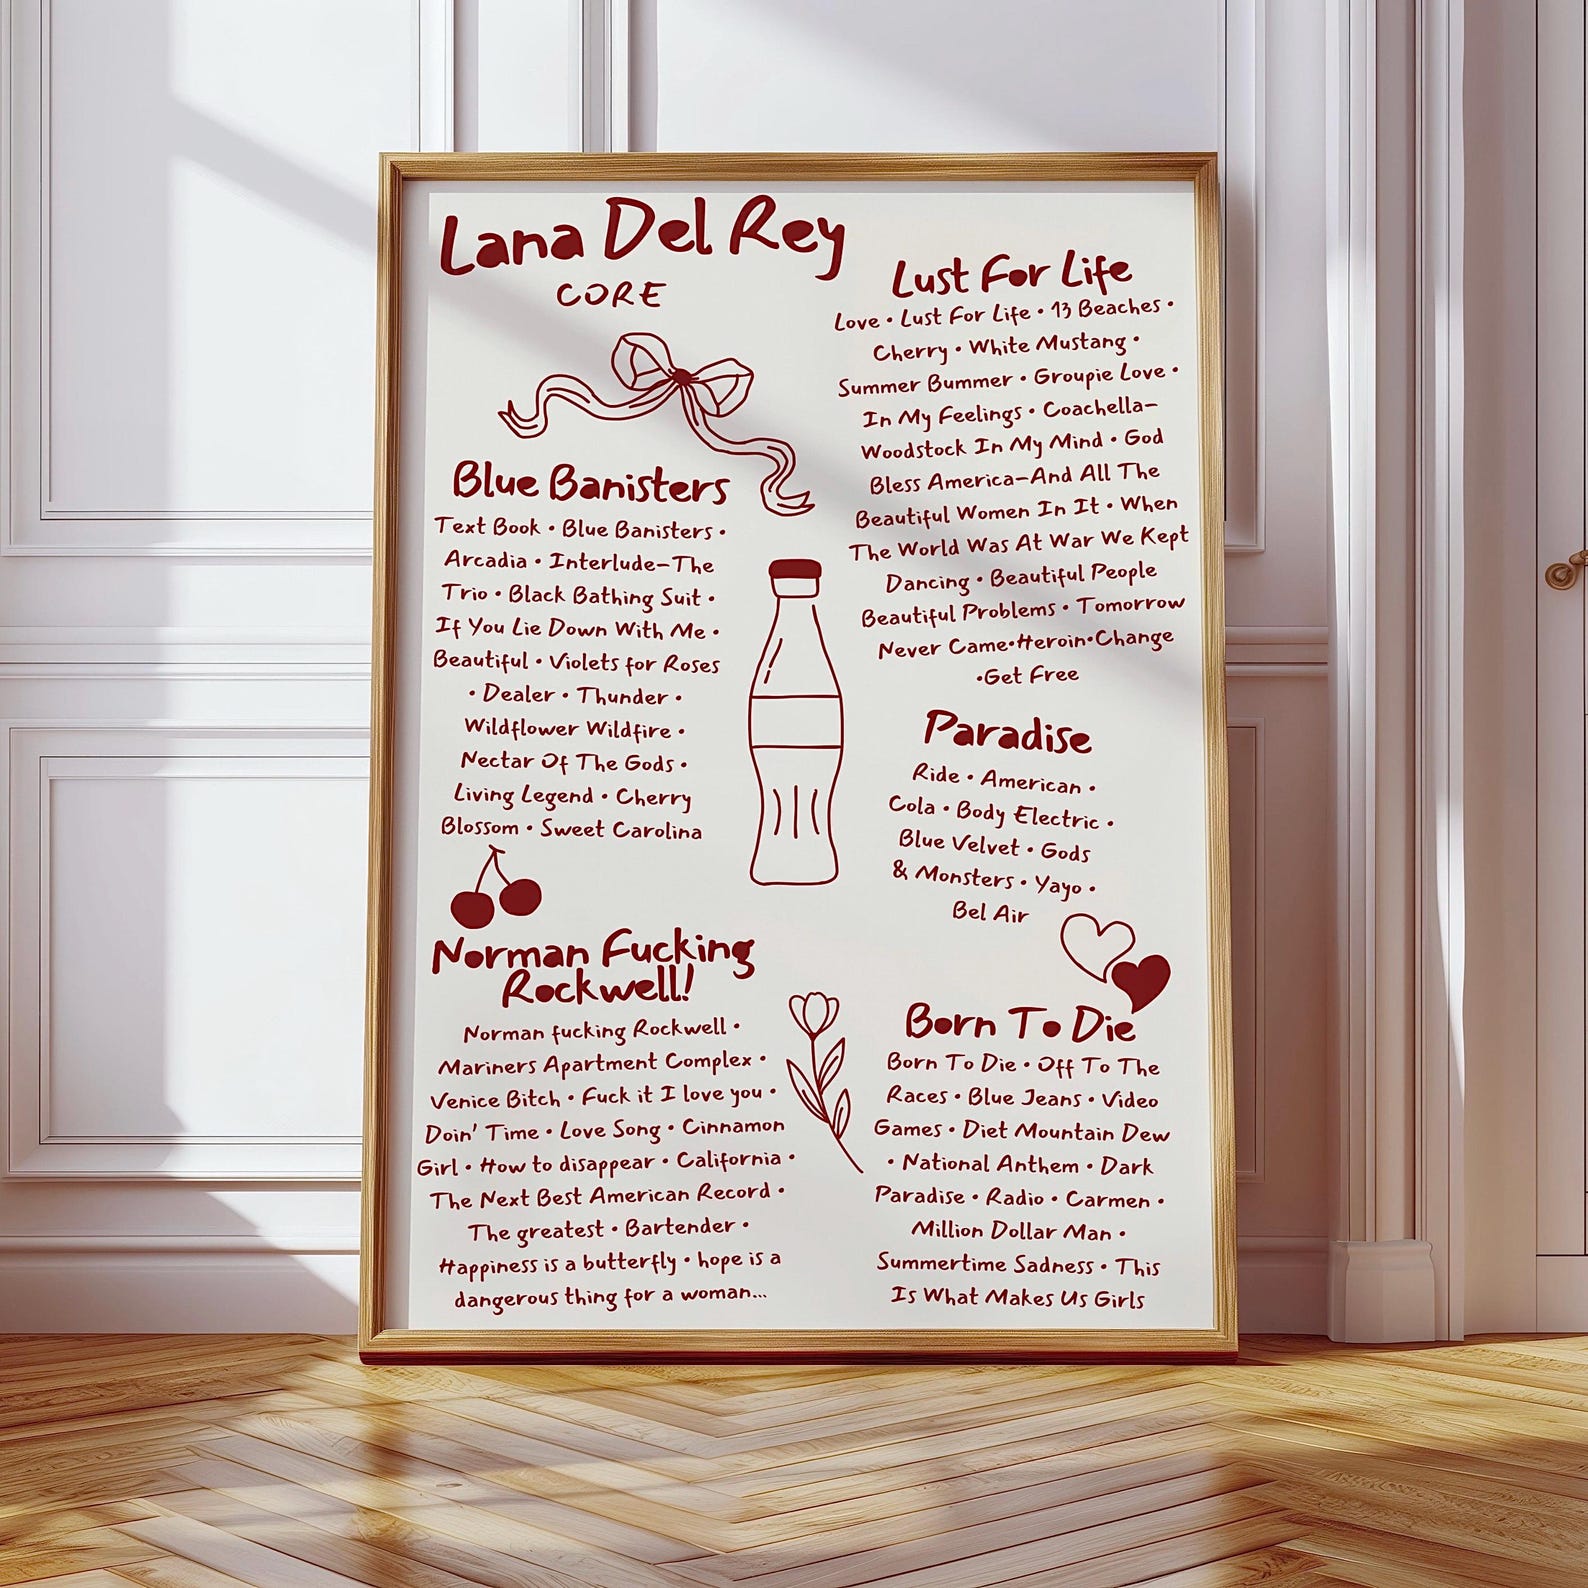 Lana Del Rey
CORE
Blue Banisters
Text Book • Blue Banisters •
Arcadia • Interlude-The
Trio • Black Bathing Suit •
If You Lie Down With Me •
Beautiful • Violets for Roses
• Dealer • Thunder •
Wildflower Wildfire •
Nectar Of The Gods •
Living Legend • Cherry
Blossom • Sweet Carolina
Norman Fucking
Rockwell!
Norman fucking Rockwell •
Mariners Apartment Complex •
Venice Bitch • Fuck it I love you •
Doin' Time • Love Song • Cinnamon
Girl • How to disappear • California •
The Next Best American Record •
The greatest • Bartender •
Happiness is a butterfly • hope is a
dangerous thing for a woman...
Lust For Life
Love • Lust For Life • 13 Beaches •
Cherry • White Mustang •
Summer Bummer • Groupie Love •
In My Feelings • Coachella-
Woodstock In My Mind • God
Bless America-And All The
Beautiful Women In It • When
The World Was At War We Kept
Dancing • Beautiful People
Beautiful Problems • Tomorrow
Never Came•Heroin•Change
•Get Free
Paradise
Ride • American •
Cola • Body Electric •
Blue Velvet • Gods
& Monsters • Yayo •
Bel Air
Born To Die
Born To Die • Off To The
Races • Blue Jeans • Video
Games • Diet Mountain Dew
• National Anthem • Dark
Paradise • Radio • Carmen •
Million Dollar Man •
Summertime Sadness • This
Is What Makes Us Girls